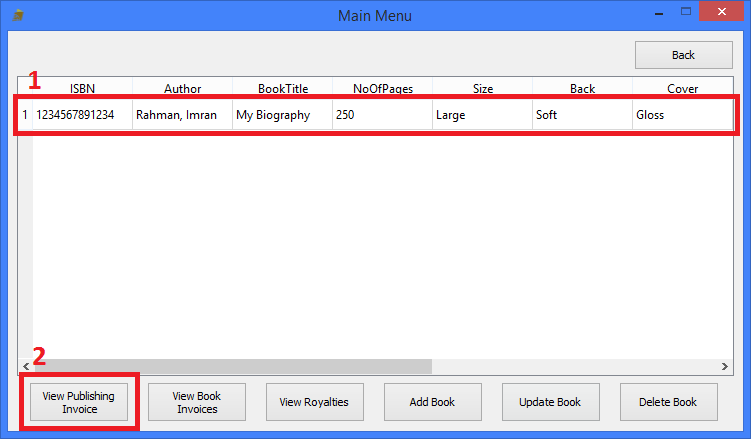 Main Menu
Back
1
ISBN Author BookTitle NoOfPages Size Back Cover
1 1234567891234 Rahman, Imran My Biography 250 Large Soft Gloss
2
View Publishing Invoice
View Book Invoices
View Royalties
Add Book
Update Book
Delete Book